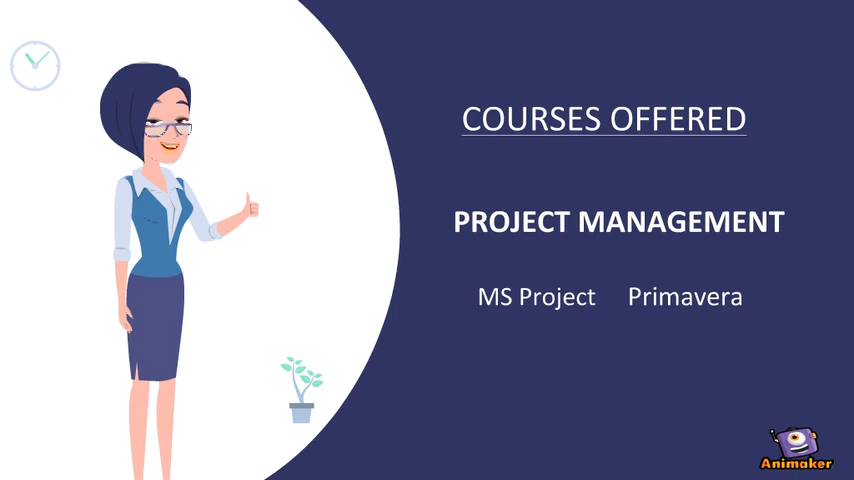 COURSES OFFERED
PROJECT MANAGEMENT
MS Project Primavera
Animaker